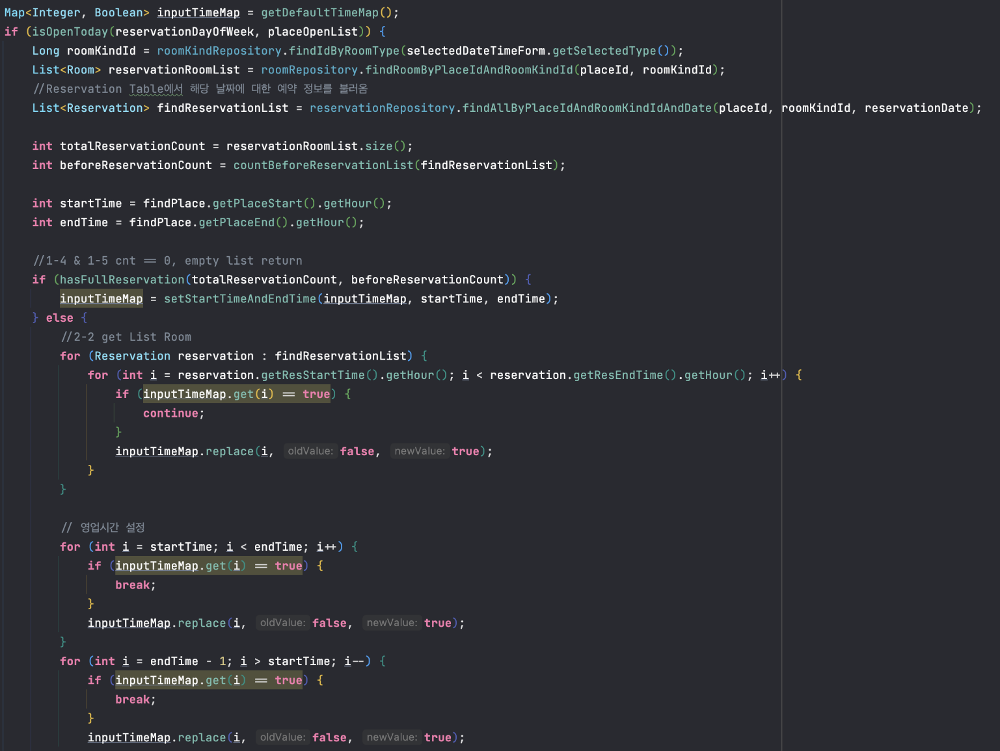 Map<Integer, Boolean> inputTimeMap = getDefaultTimeMap();
if (isOpenToday(reservationDayOfWeek, placeOpenList)) {
    Long roomKindId = roomKindRepository.findIdByRoomType(selectedDateTimeForm.getSelectedType());
    List<Room> reservationRoomList = roomRepository.findRoomByPlaceIdAndRoomKindId(placeId, roomKindId);
    //Reservation Table에서 해당 날짜에 대한 예약 정보를 불러옴
    List<Reservation> findReservationList = reservationRepository.findAllByPlaceIdAndRoomKindIdAndDate(placeId, roomKindId, reservationDate);
    int totalReservationCount = reservationRoomList.size();
    int beforeReservationCount = countBeforeReservationList(findReservationList);
    int startTime = findPlace.getPlaceStart().getHour();
    int endTime = findPlace.getPlaceEnd().getHour();
    //1-4 & 1-5 cnt == 0, empty list return
    if (hasFullReservation(totalReservationCount, beforeReservationCount)) {
        inputTimeMap = setStartTimeAndEndTime(inputTimeMap, startTime, endTime);
    } else {
        //2-2 get List Room
        for (Reservation reservation : findReservationList) {
            for (int i = reservation.getResStartTime().getHour(); i < reservation.getResEndTime().getHour(); i++) {
                if (inputTimeMap.get(i) == true) {
                    continue;
                }
                inputTimeMap.replace(i, oldValue: false, newValue: true);
            }
        }
        // 영업시간 설정
        for (int i = startTime; i < endTime; i++) {
            if (inputTimeMap.get(i) == true) {
                break;
            }
            inputTimeMap.replace(i, oldValue: false, newValue: true);
        }
        for (int i = endTime - 1; i > startTime; i--) {
            if (inputTimeMap.get(i) == true) {
                break;
            }
            inputTimeMap.replace(i, oldValue: false, newValue: true);